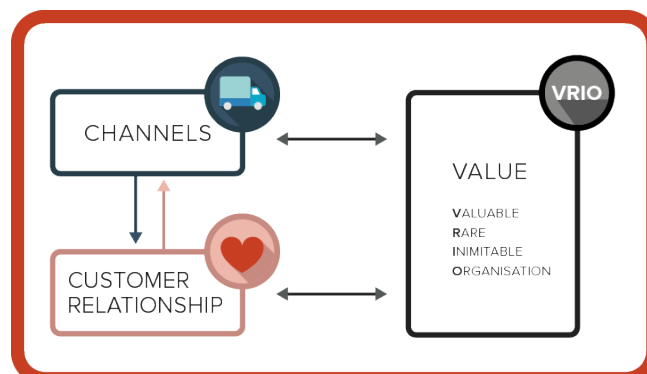 CHANNELS
CUSTOMER
RELATIONSHIP
VRIO
VALUE
VALUABLE
RARE
INIMITABLE
ORGANISATION